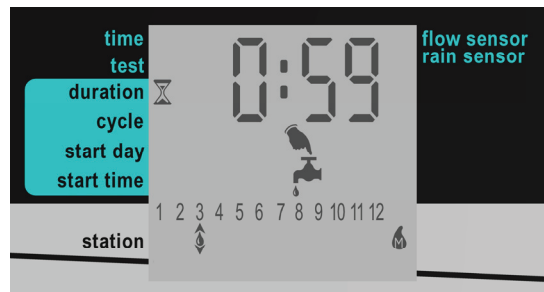 time
test
duration
cycle
start day
start time
station
0:59
1 2 3 4 5 6 7 8 9 10 11 12
M
flow sensor
rain sensor